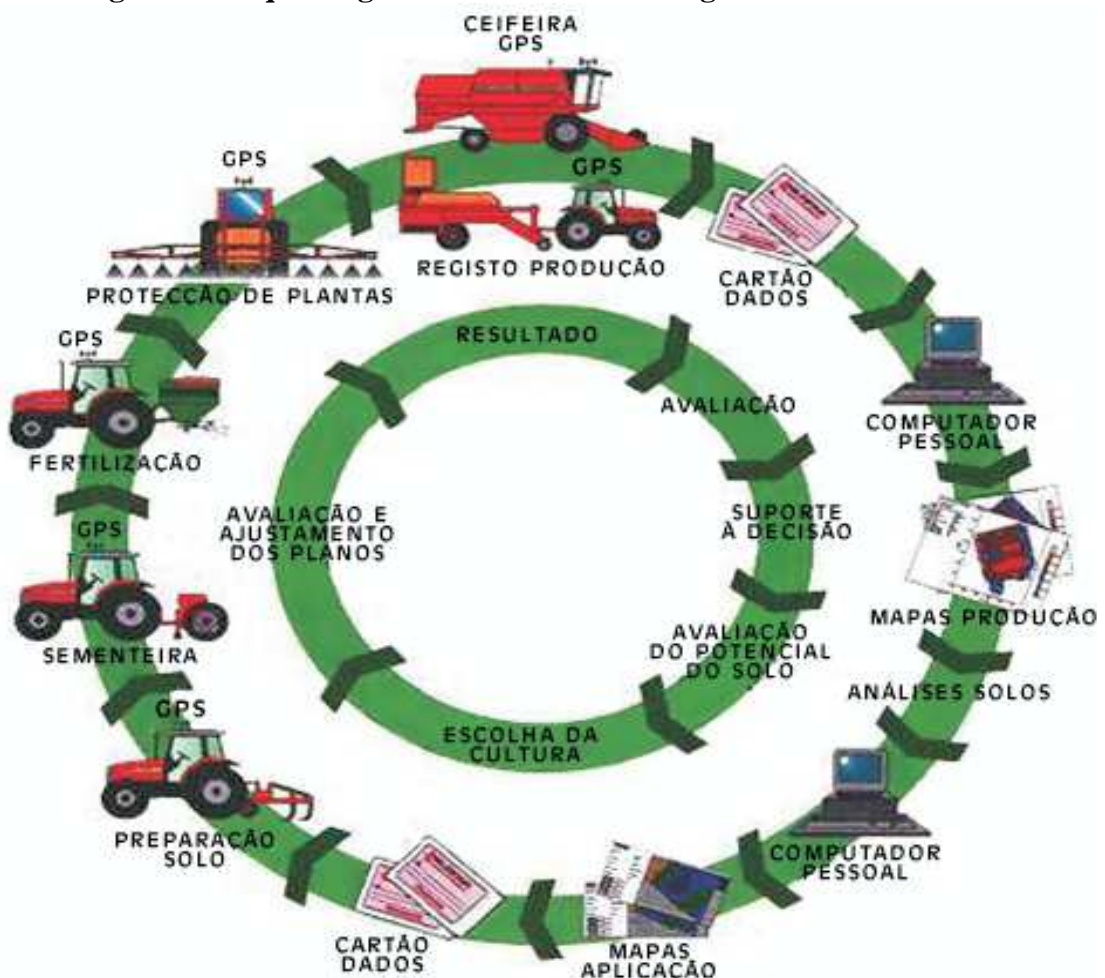 CEIFEIRA
GPS
GPS
GPS
REGISTO PRODUÇÃO
CARTÃO
DADOS
PROTECÇÃO DE PLANTAS
GPS
RESULTADO
AVALIAÇÃO
COMPUTADOR
PESSOAL
FERTILIZAÇÃO
GPS
AVALIAÇÃO E
AJUSTAMENTO
DOS PLANOS
SUPORTE
À DECISÃO
MAPAS PRODUÇÃO
SEMENTEIRA
AVALIAÇÃO
DO POTENCIAL
DO SOLO
ANÁLISES SOLOS
GPS
ESCOLHA DA
CULTURA
PREPARAÇÃO
SOLO
COMPUTADOR
PESSOAL
CARTÃO
DADOS
MAPAS
APLICAÇÃO